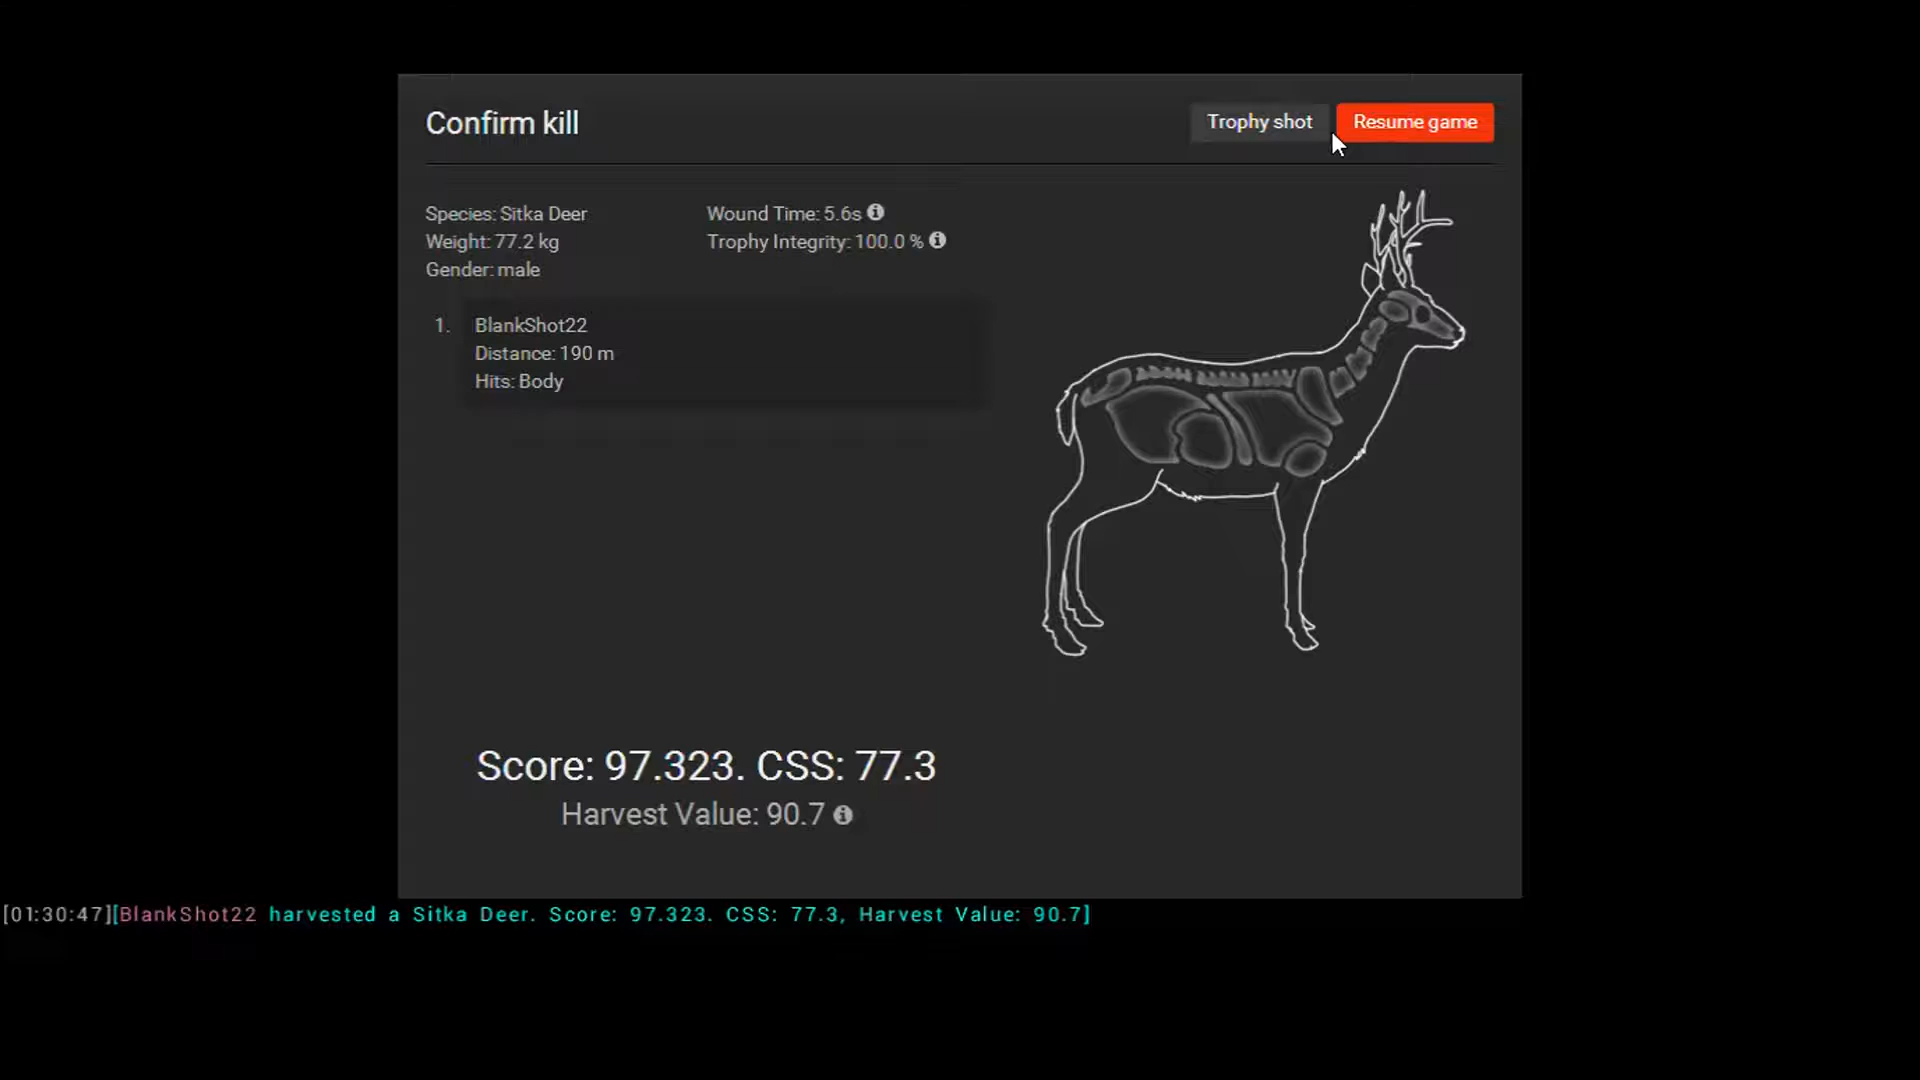 Confirm kill
Trophy shot
Resume game
Species: Sitka Deer
Weight: 77.2 kg
Gender: male
Wound Time: 5.6s
Trophy Integrity: 100.0 %
1.
BlankShot22
Distance: 190 m
Hits: Body
Score: 97.323. CSS: 77.3
Harvest Value: 90.7
[01:30:47][BlankShot22 harvested a Sitka Deer. Score: 97.323. CSS: 77.3, Harvest Value: 90.7]